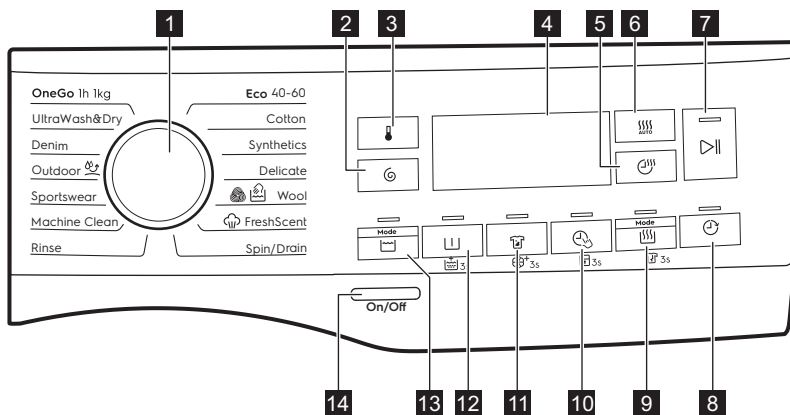 1
2
3
4
5
6
7
OneGo 1h 1kg
UltraWash&Dry
Denim
Outdoor
Sportswear
Machine Clean
Rinse
Eco 40-60
Cotton
Synthetics
Delicate
Wool
FreshScent
Spin/Drain
AUTO
Mode
Mode
3
3s
3s
3s
On/Off
14
13
12
11
10
9
8